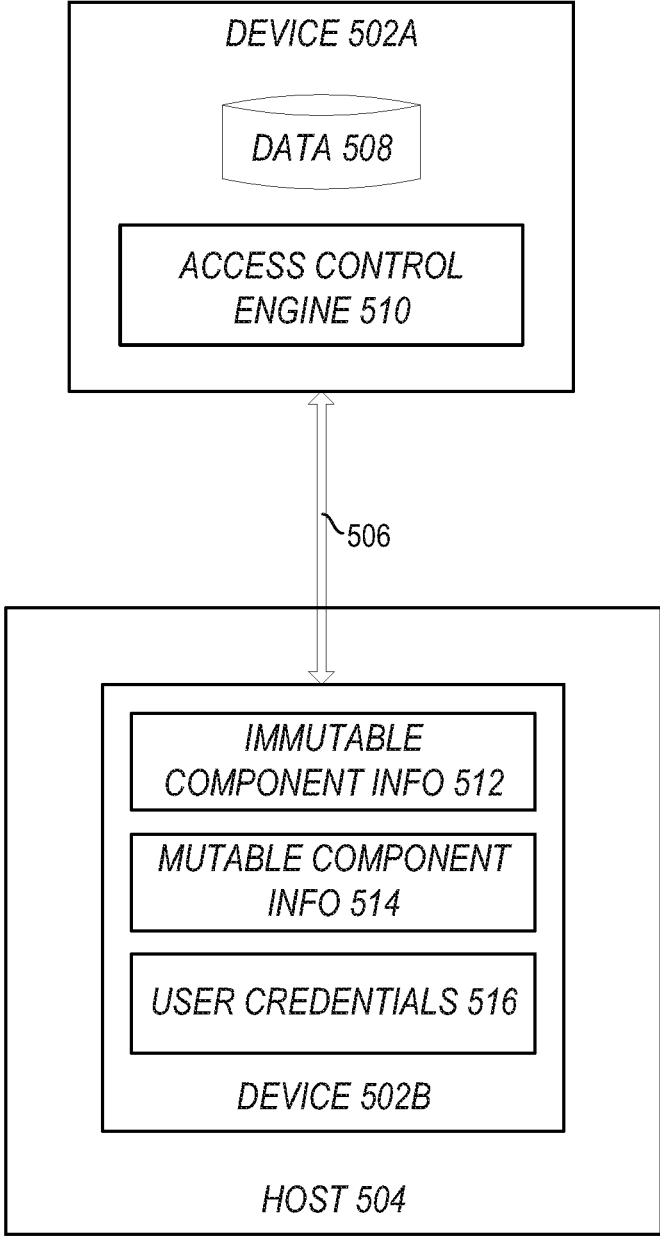 DEVICE 502A
DATA 508
ACCESS CONTROL
ENGINE 510
506
IMMUTABLE
COMPONENT INFO 512
MUTABLE COMPONENT
INFO 514
USER CREDENTIALS 516
DEVICE 502B
HOST 504